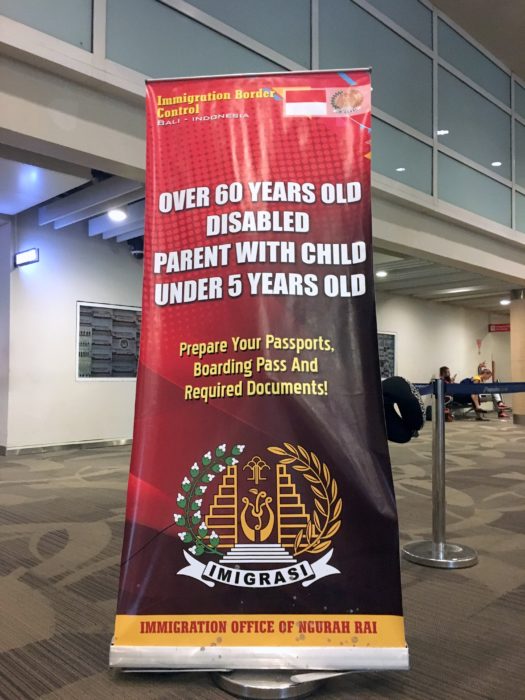 Immigration Border
Control
BALI - INDONESIA
OVER 60 YEARS OLD
DISABLED
PARENT WITH CHILD
UNDER 5 YEARS OLD
Prepare Your Passports,
Boarding Pass And
Required Documents!
IMIGRASI
IMMIGRATION OFFICE OF NGURAH RAI